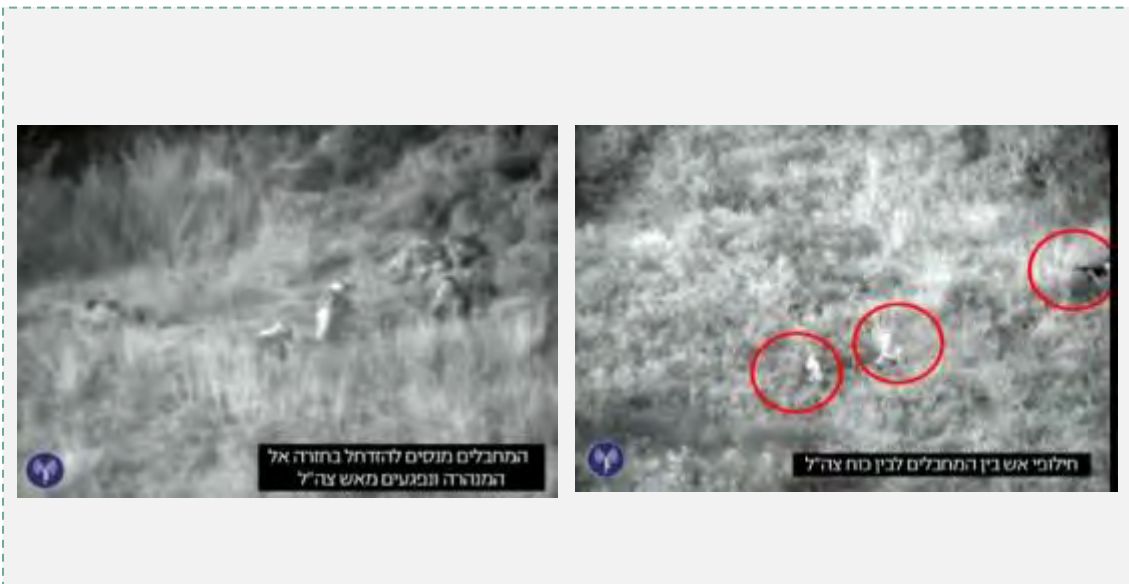 המחבלים מנסים להזדחל בחזרה אל
המנהרה ונפגעים מאש צה"ל
חילופי אש בין המחבלים לבין כוח צה"ל